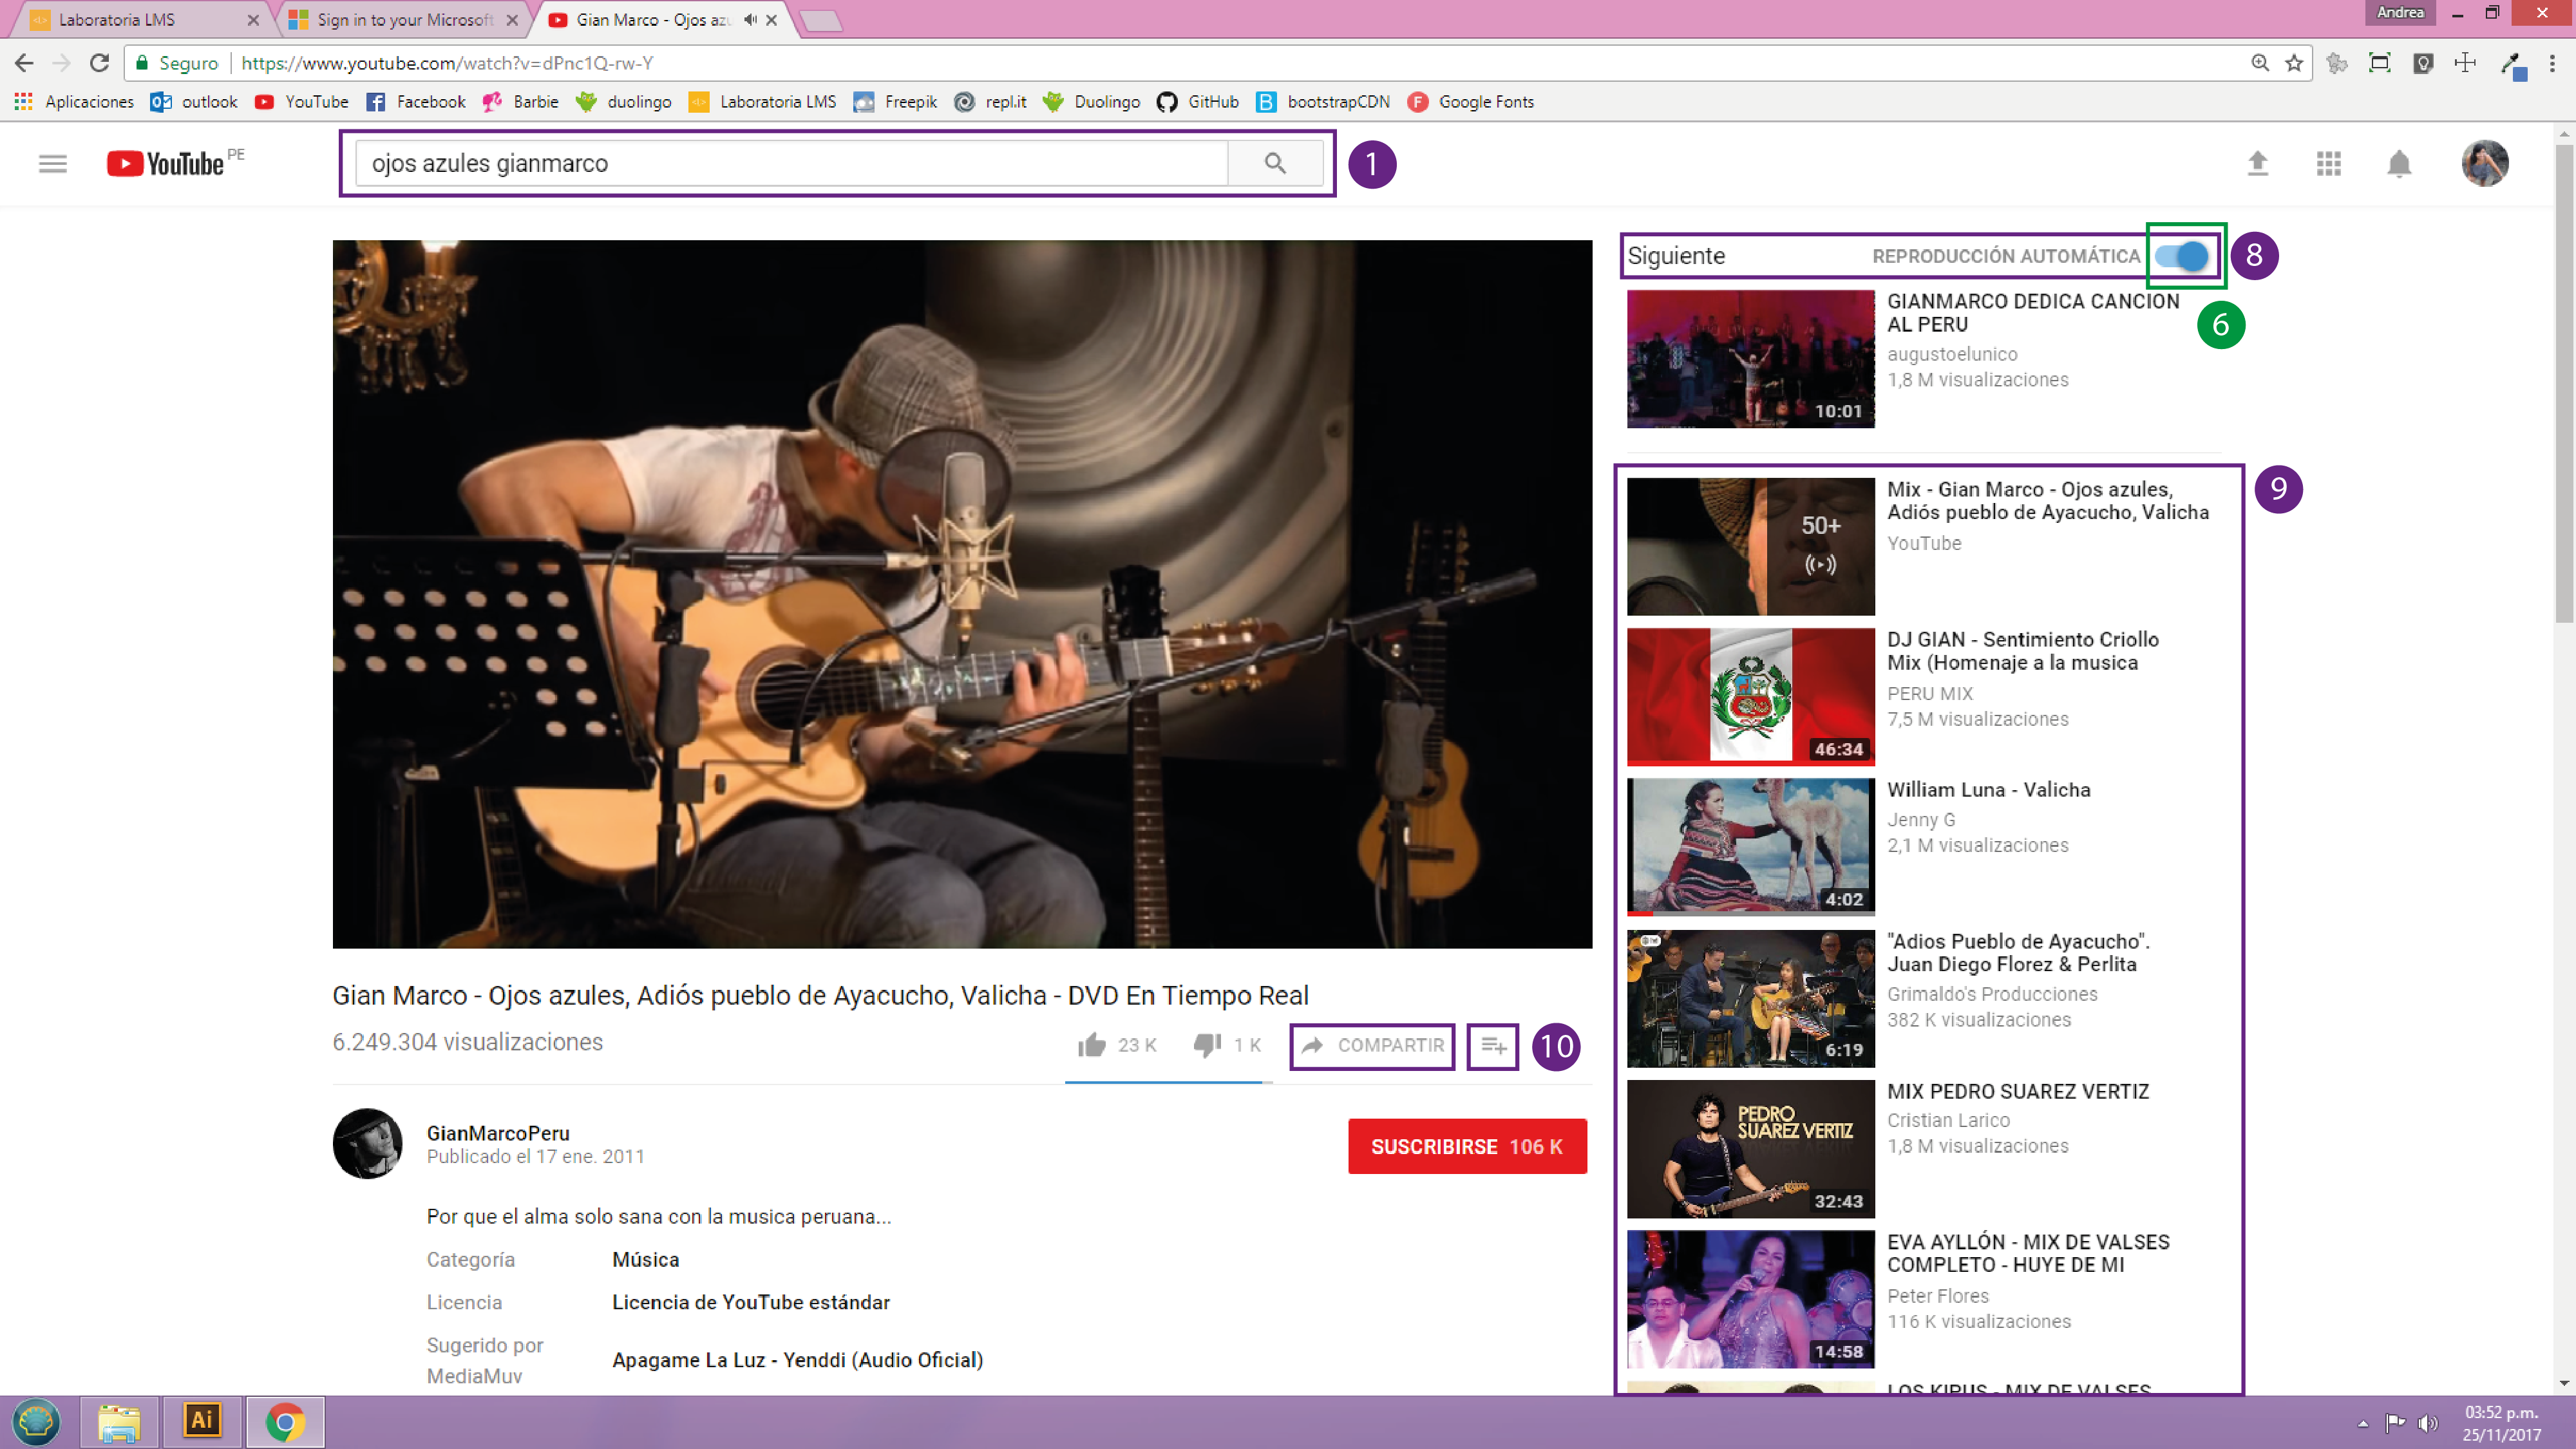 Laboratoria LMS
Sign in to your Microsoft
Gian Marco - Ojos azu
Andrea
Seguro
https://www.youtube.com/watch?v=dPnc1Q-rw-Y
Aplicaciones
outlook
YouTube
Facebook
Barbie
duolingo
Laboratoria LMS
Freepik
repl.it
Duolingo
GitHub
bootstrapCDN
Google Fonts
YouTube PE
ojos azules gianmarco
1
Siguiente
REPRODUCCIÓN AUTOMÁTICA
8
6
GIANMARCO DEDICA CANCION
AL PERU
augustoelunico
1,8 M visualizaciones
10:01
9
Mix - Gian Marco - Ojos azules,
Adiós pueblo de Ayacucho, Valicha
YouTube
50+
DJ GIAN - Sentimiento Criollo
Mix (Homenaje a la musica
PERU MIX
7,5 M visualizaciones
46:34
William Luna - Valicha
Jenny G
2,1 M visualizaciones
4:02
"Adios Pueblo de Ayacucho".
Juan Diego Florez & Perlita
Grimaldo's Producciones
382 K visualizaciones
6:19
MIX PEDRO SUAREZ VERTIZ
Cristian Larico
1,8 M visualizaciones
PEDRO
SUAREZ VERTIZ
32:43
EVA AYLLÓN - MIX DE VALSES
COMPLETO - HUYE DE MI
Peter Flores
116 K visualizaciones
14:58
LOS KIPUS - MIX DE VALSES
Gian Marco - Ojos azules, Adiós pueblo de Ayacucho, Valicha - DVD En Tiempo Real
6.249.304 visualizaciones
23 K
1 K
COMPARTIR
10
GianMarcoPeru
Publicado el 17 ene. 2011
SUSCRIBIRSE 106 K
Por que el alma solo sana con la musica peruana...
Categoría Música
Licencia Licencia de YouTube estándar
Sugerido por
MediaMuv
Apagame La Luz - Yenddi (Audio Oficial)
Ai
03:52 p.m.
25/11/2017